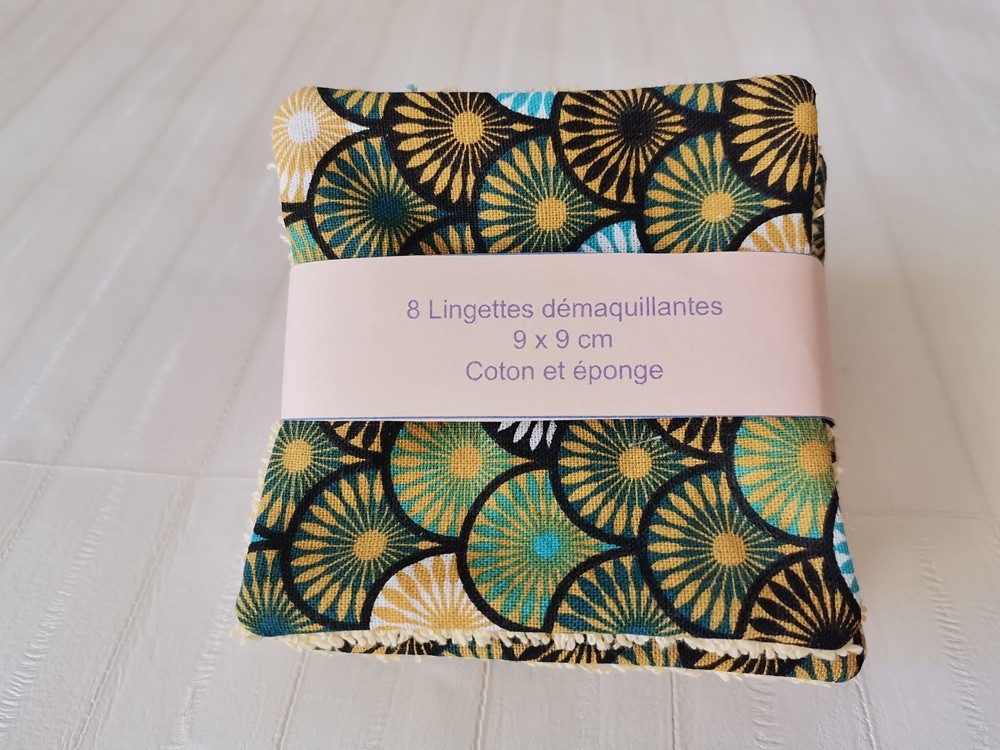 8 Lingettes démaquillantes
9 x 9 cm
Coton et éponge